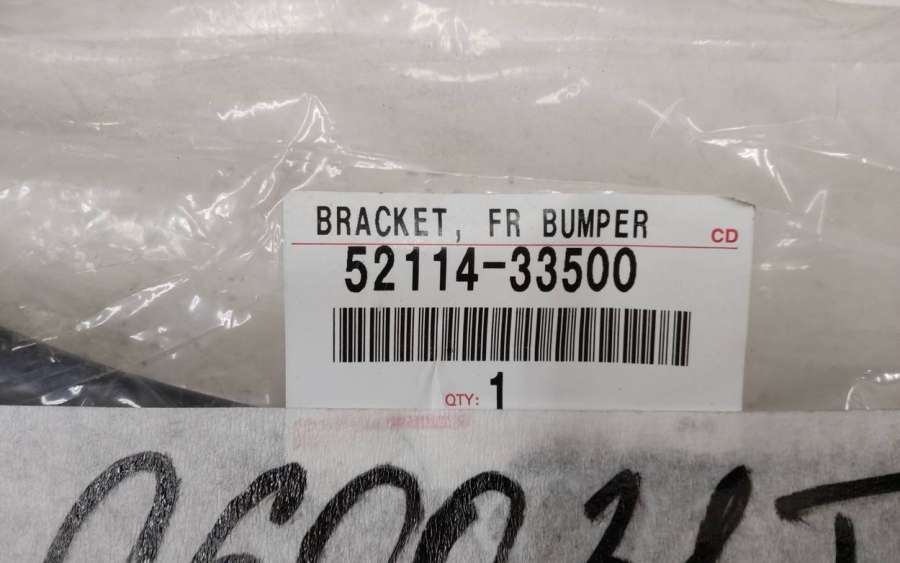 BRACKET, FR BUMPER
CD
52114-33500
QTY: 1